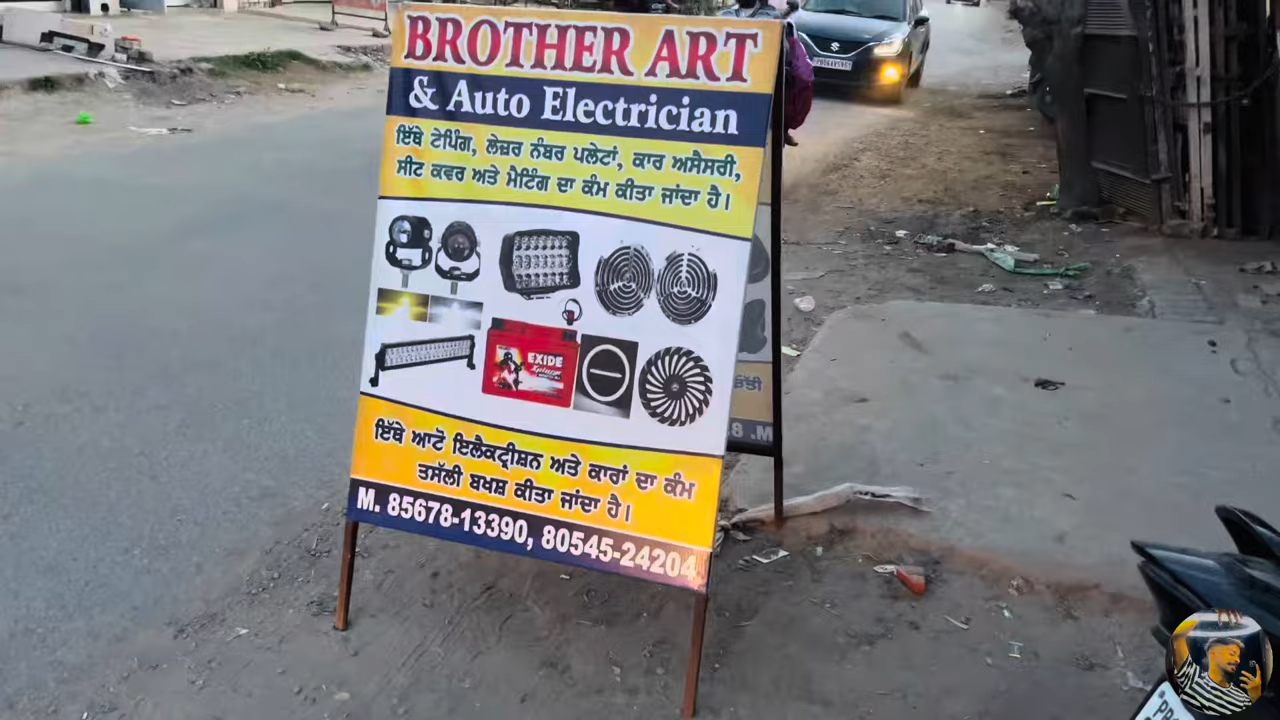 BROTHER ART
& Auto Electrician
ਇੱਥੇ ਟੇਪਿੰਗ, ਲੇਜ਼ਰ ਨੰਬਰ ਪਲੇਟਾਂ, ਕਾਰ ਅਸੈਸਰੀ,
ਸੀਟ ਕਵਰ ਅਤੇ ਮੈਟਿੰਗ ਦਾ ਕੰਮ ਕੀਤਾ ਜਾਂਦਾ ਹੈ।
EXIDE
Xplore
ਇੱਥੇ ਆਟੋ ਇਲੈਕਟ੍ਰੀਸ਼ਨ ਅਤੇ ਕਾਰਾਂ ਦਾ ਕੰਮ
ਤਸੱਲੀ ਬਖਸ਼ ਕੀਤਾ ਜਾਂਦਾ ਹੈ।
M. 85678-13390, 80545-24204